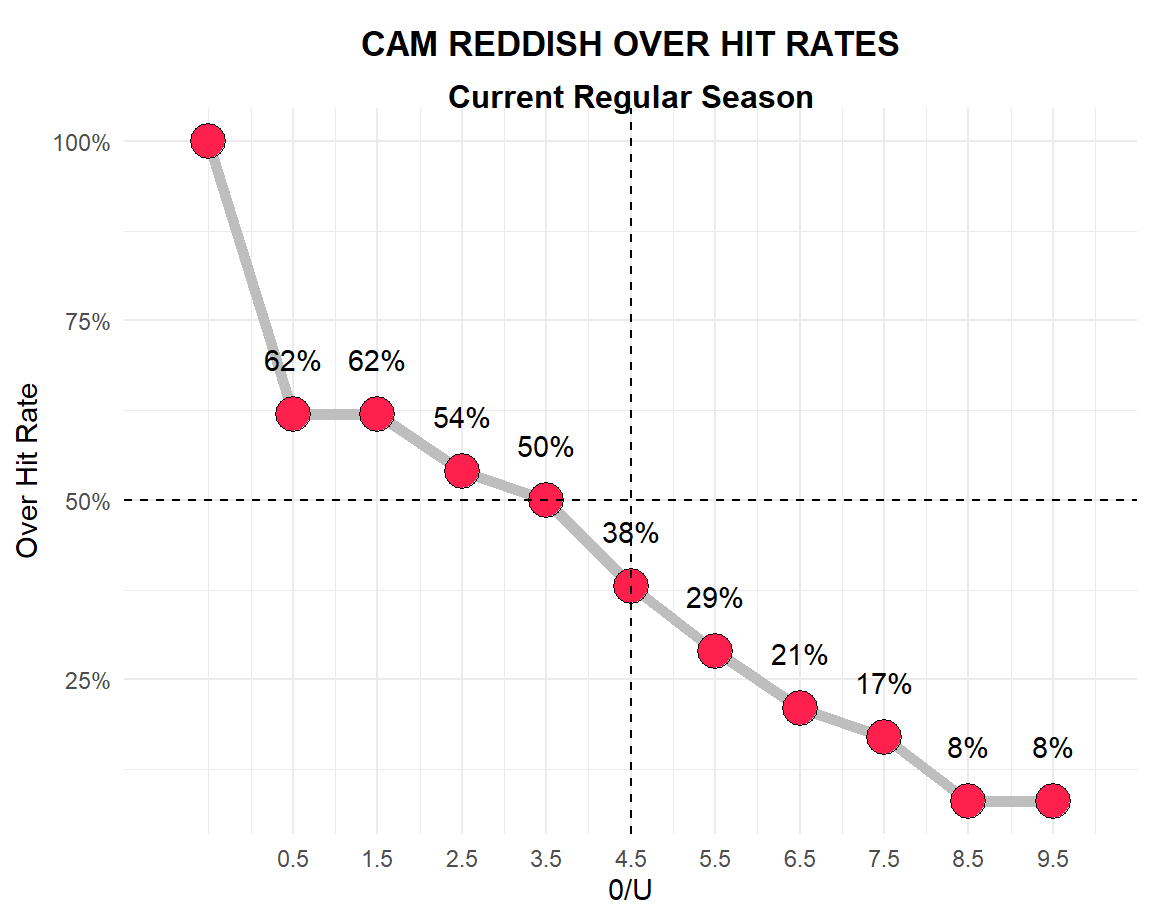 CAM REDDISH OVER HIT RATES
Current Regular Season
100%
75%
50%
25%
Over Hit Rate
62%
62%
54%
50%
38%
29%
21%
17%
8%
8%
0.5 1.5 2.5 3.5 4.5 5.5 6.5 7.5 8.5 9.5
0/U